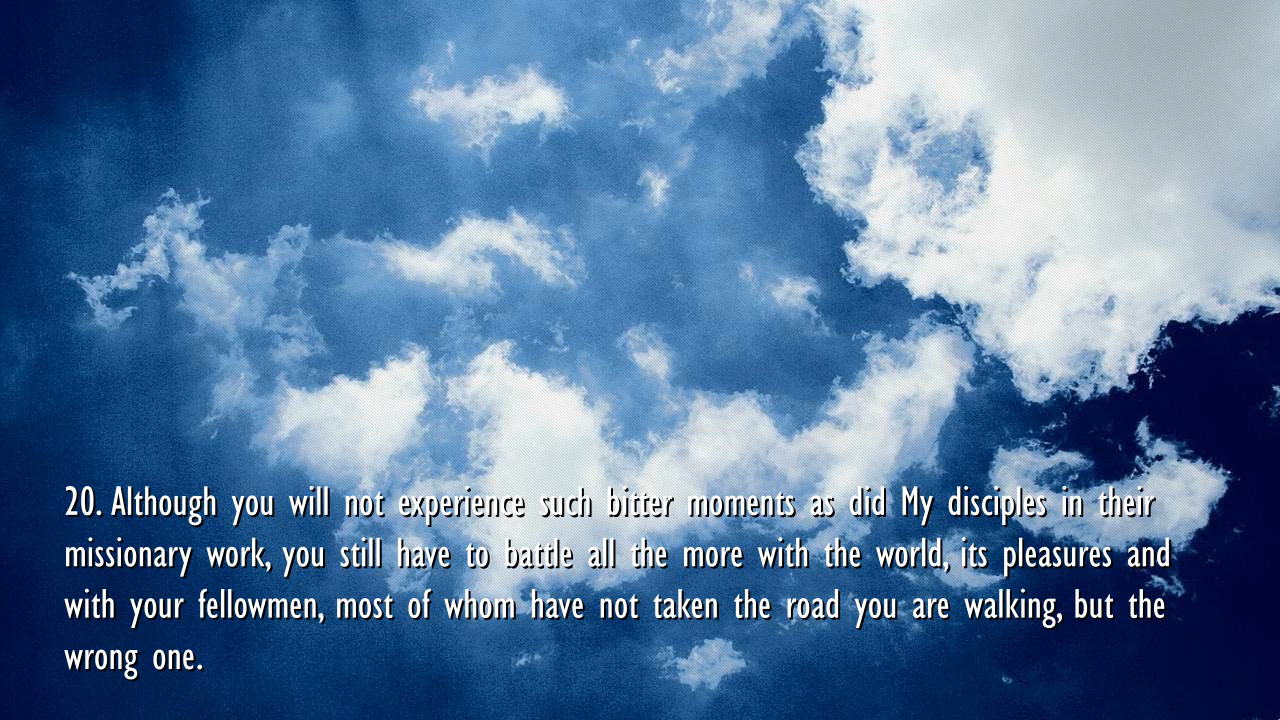 20. Although you will not experience such bitter moments as did My disciples in their
missionary work, you still have to battle all the more with the world, its pleasures and
with your fellowmen, most of whom have not taken the road you are walking, but the
wrong one.